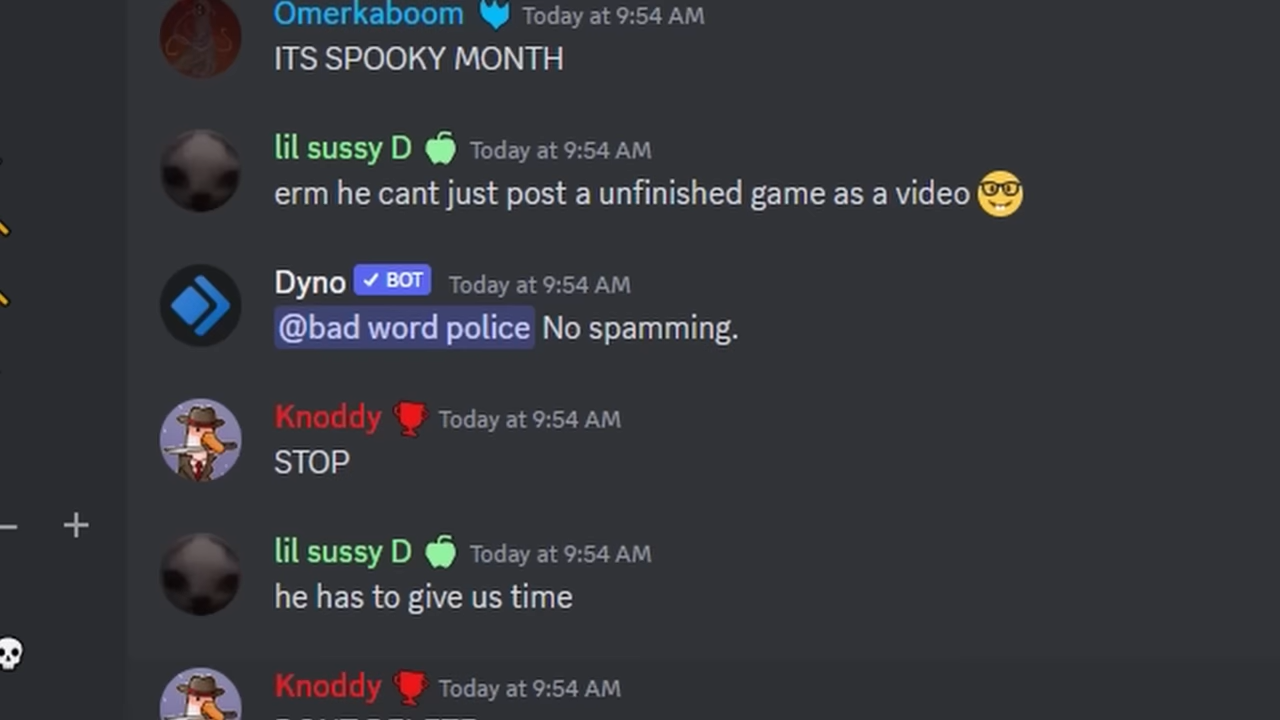 Omerkaboom Today at 9:54 AM
ITS SPOOKY MONTH
lil sussy D Today at 9:54 AM
erm he cant just post a unfinished game as a video 🤓
Dyno ✓ BOT Today at 9:54 AM
@bad word police No spamming.
Knoddy Today at 9:54 AM
STOP
lil sussy D Today at 9:54 AM
he has to give us time
Knoddy Today at 9:54 AM